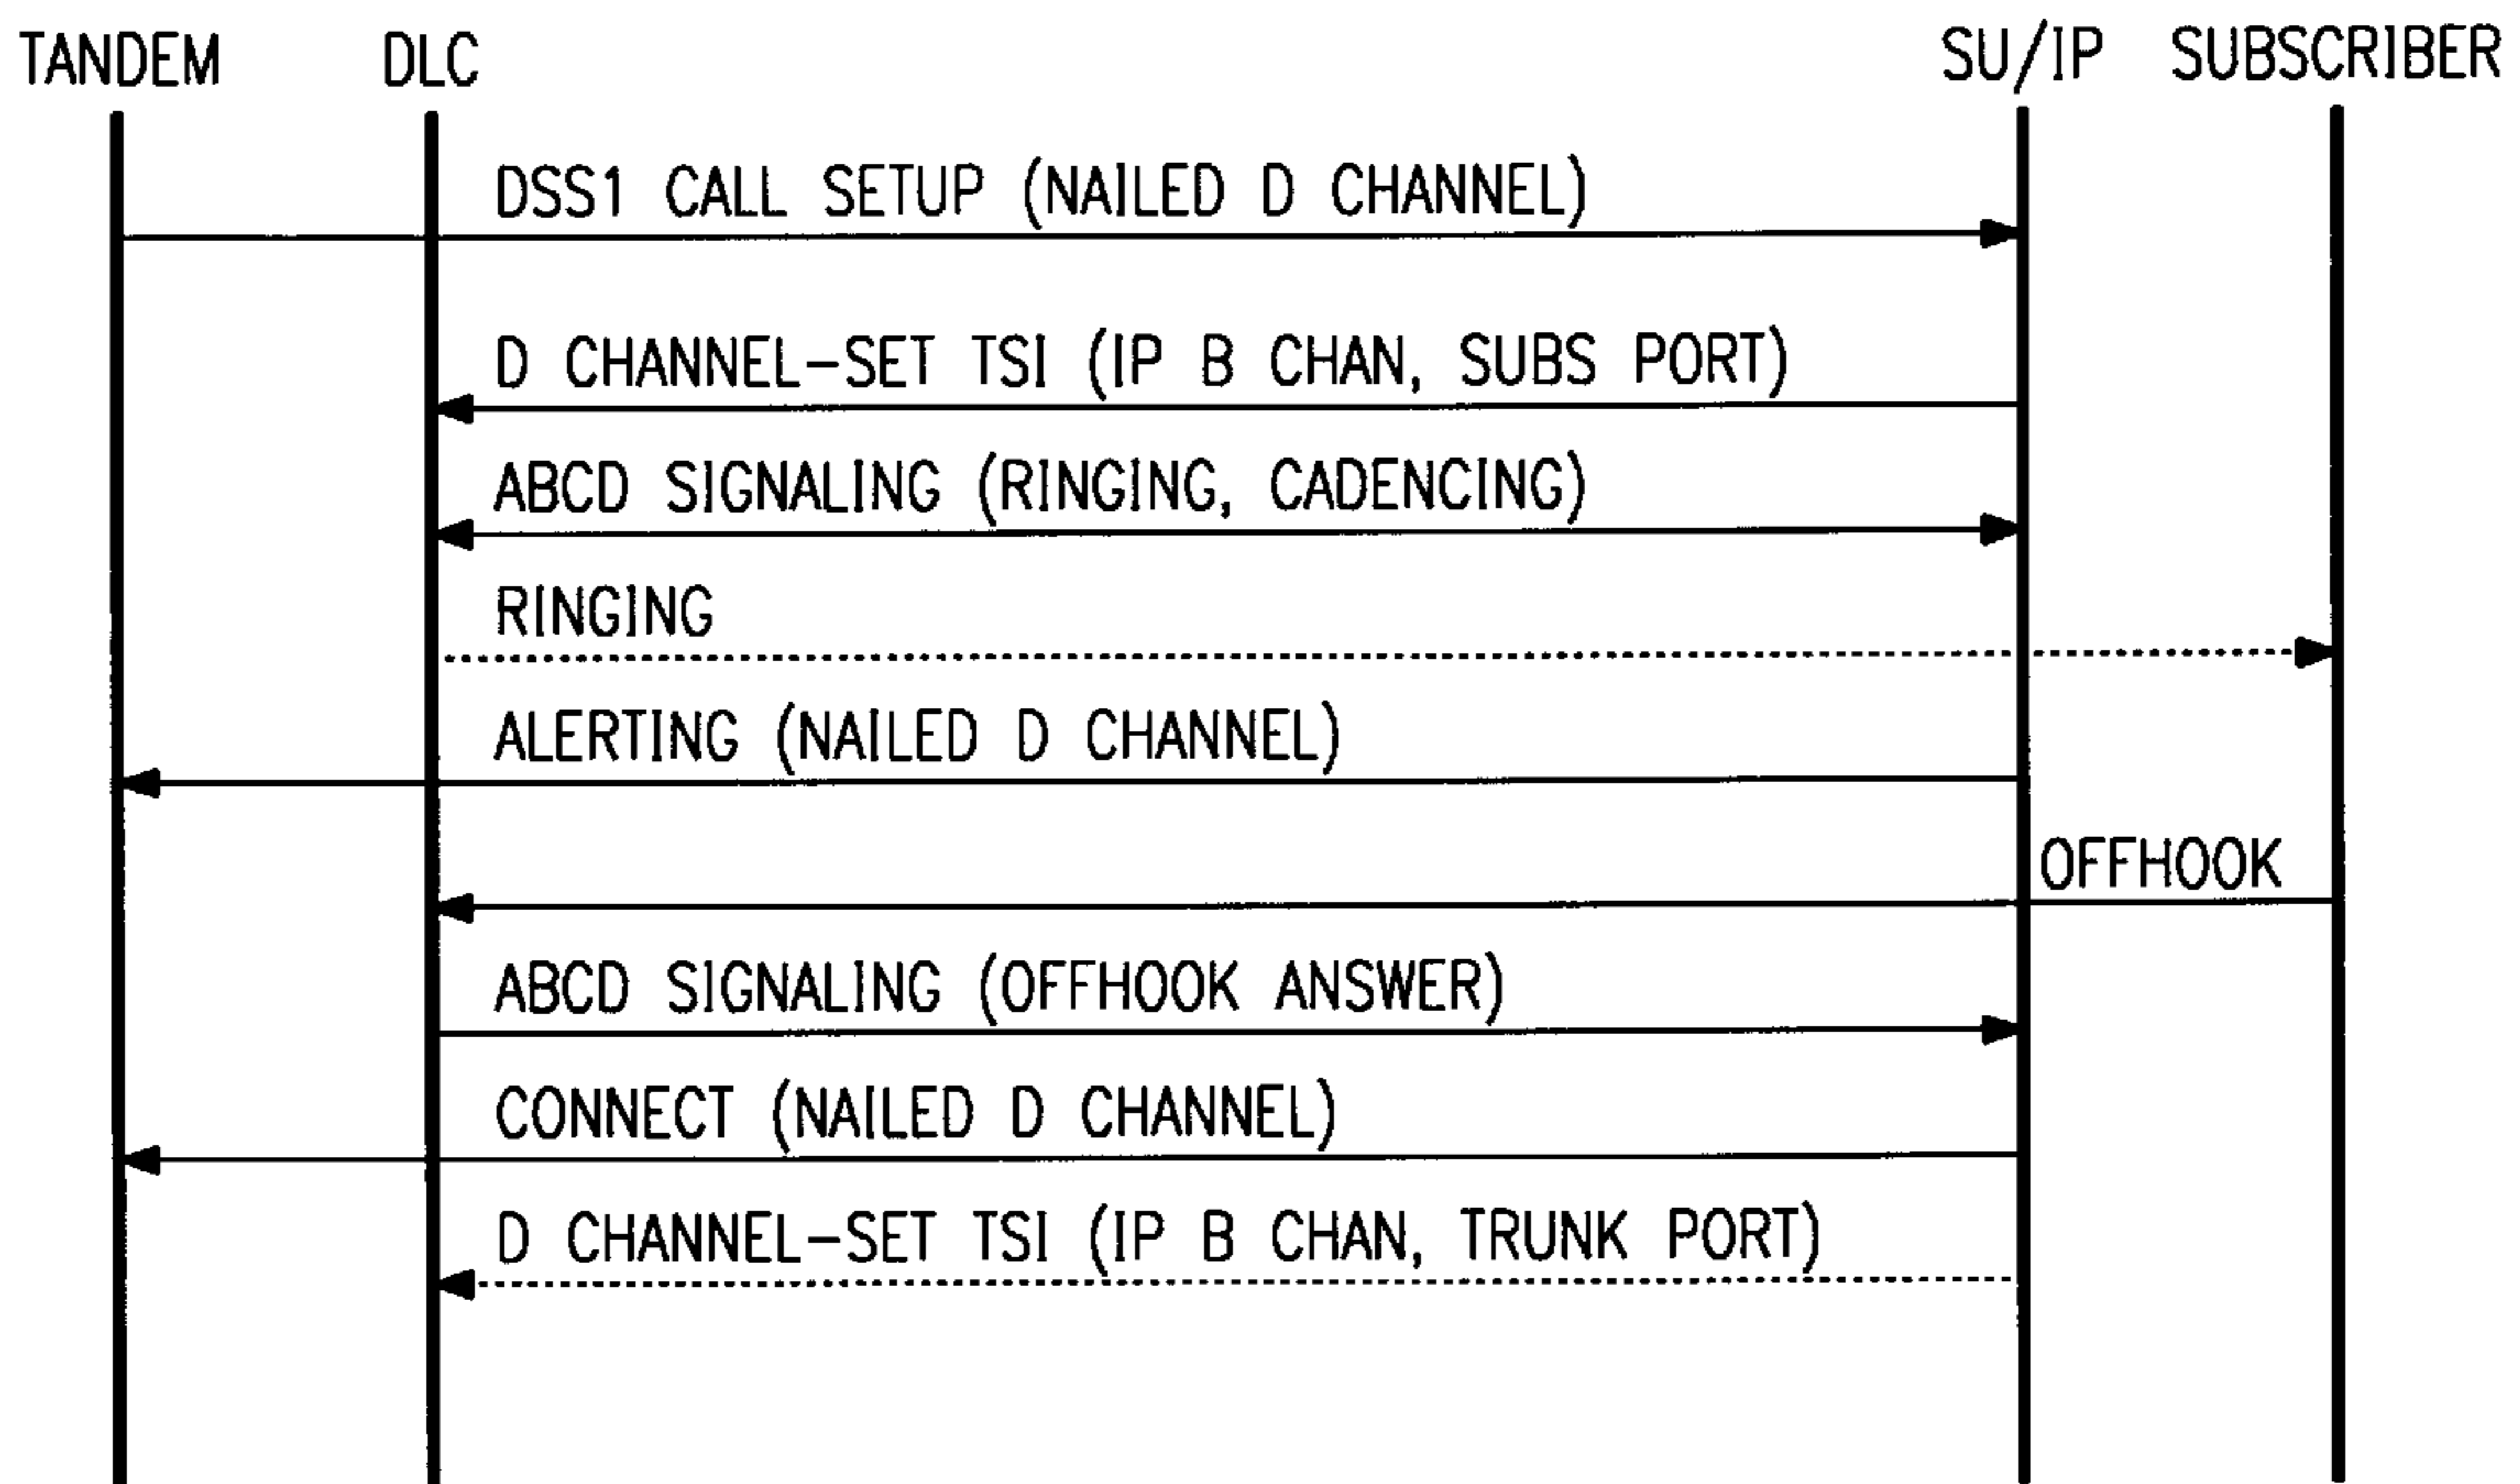 TANDEM DLC SU/IP SUBSCRIBER
DSS1 CALL SETUP (NAILED D CHANNEL)
D CHANNEL-SET TSI (IP B CHAN, SUBS PORT)
ABCD SIGNALING (RINGING, CADENCING)
RINGING
ALERTING (NAILED D CHANNEL)
OFFHOOK
ABCD SIGNALING (OFFHOOK ANSWER)
CONNECT (NAILED D CHANNEL)
D CHANNEL-SET TSI (IP B CHAN, TRUNK PORT)